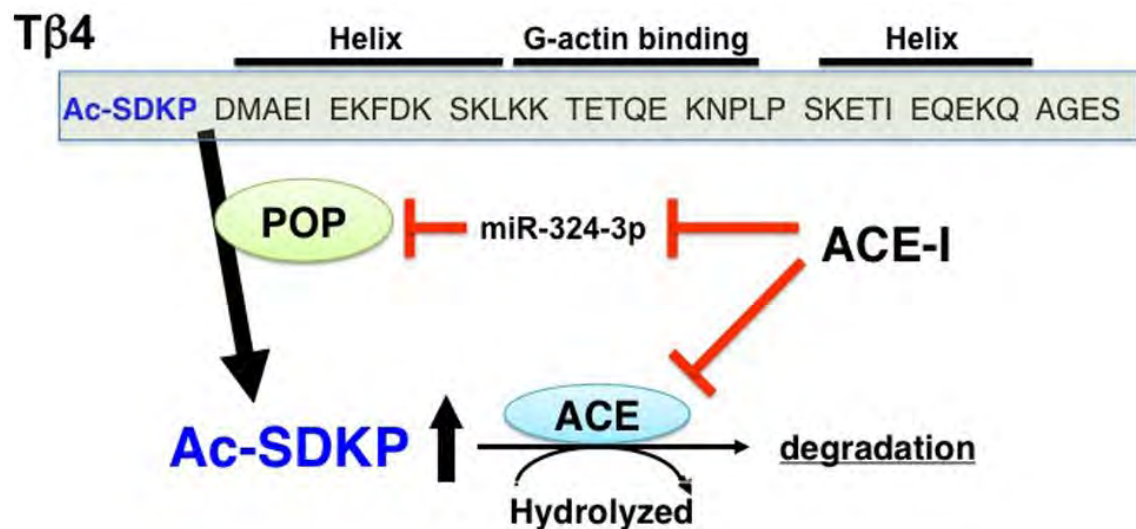 Tβ4
Helix G-actin binding Helix
Ac-SDKP DMAEI EKFDK SKLKK TETQE KNPLP SKETI EQEKQ AGES
POP miR-324-3p ACE-I
ACE
Ac-SDKP degradation
Hydrolyzed